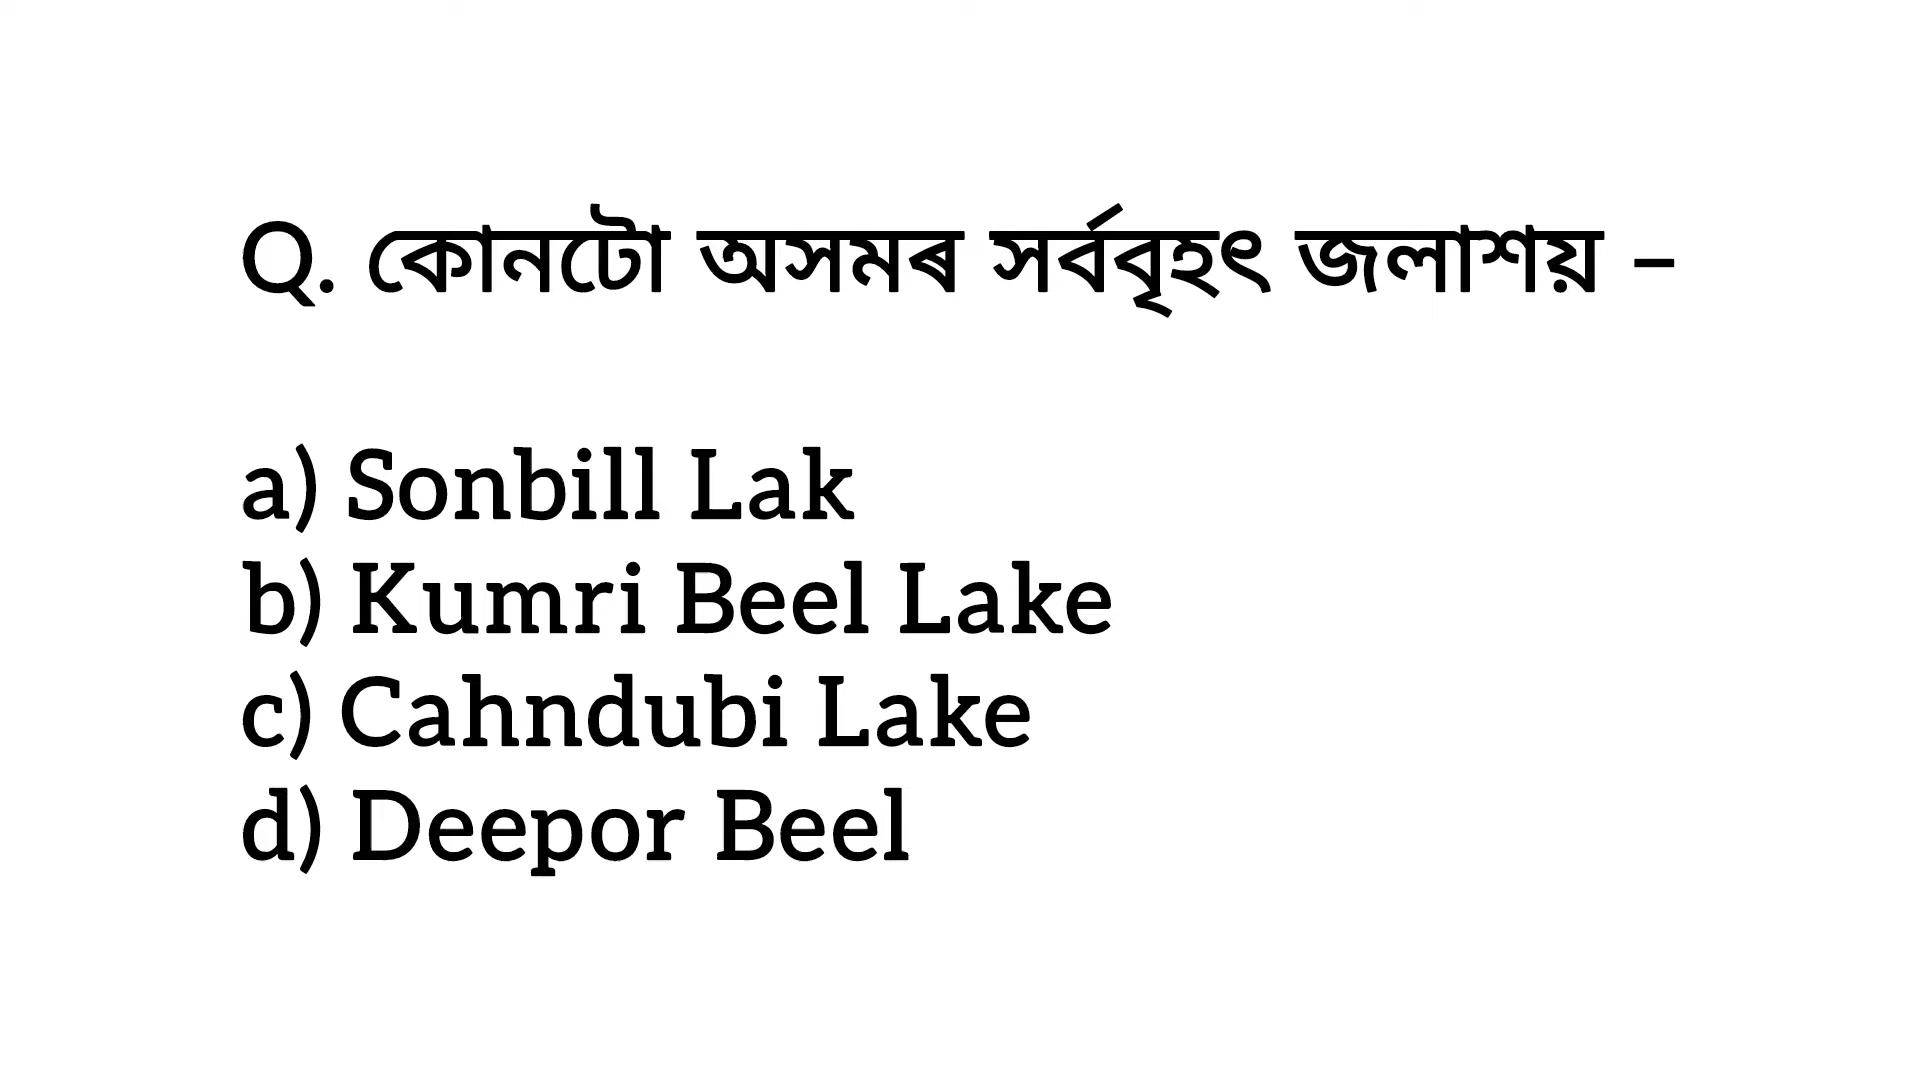 Q. কোনটো অসমৰ সৰ্ববৃহৎ জলাশয় –
a) Sonbill Lak
b) Kumri Beel Lake
c) Cahndubi Lake
d) Deepor Beel